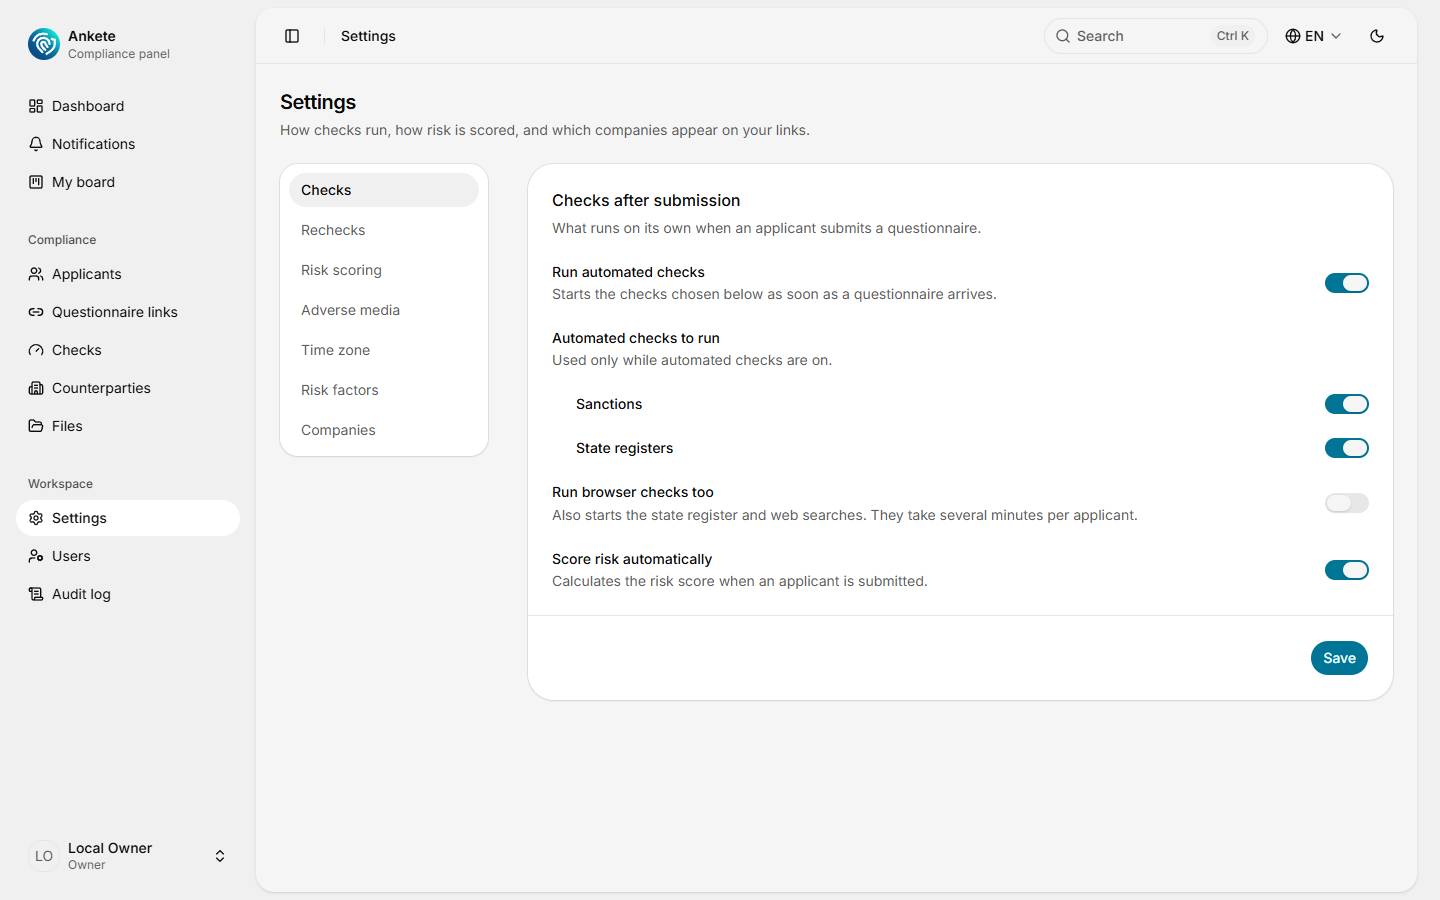 Ankete
Compliance panel
Dashboard
Notifications
My board
Compliance
Applicants
Questionnaire links
Checks
Counterparties
Files
Workspace
Settings
Users
Audit log
LO
Local Owner
Owner
Settings
Search
Ctrl K
EN
Settings
How checks run, how risk is scored, and which companies appear on your links.
Checks
Rechecks
Risk scoring
Adverse media
Time zone
Risk factors
Companies
Checks after submission
What runs on its own when an applicant submits a questionnaire.
Run automated checks
Starts the checks chosen below as soon as a questionnaire arrives.
Automated checks to run
Used only while automated checks are on.
Sanctions
State registers
Run browser checks too
Also starts the state register and web searches. They take several minutes per applicant.
Score risk automatically
Calculates the risk score when an applicant is submitted.
Save